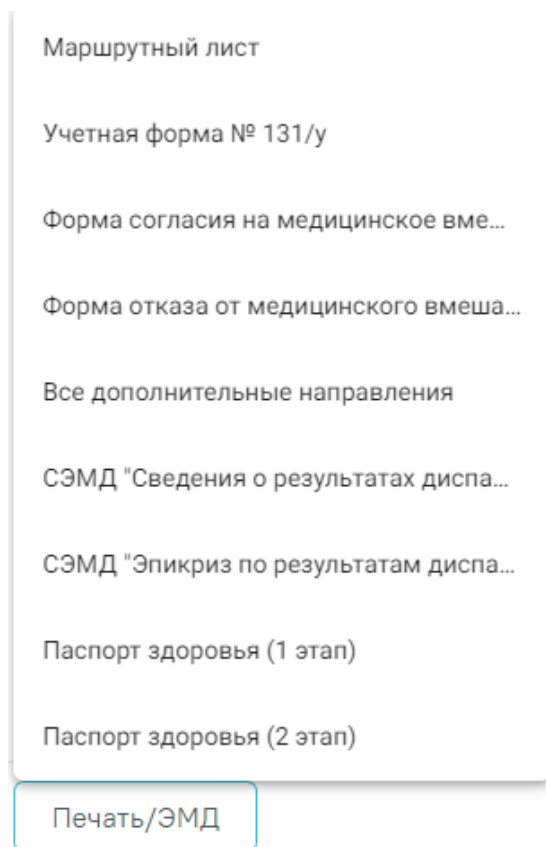 Маршрутный лист
Учетная форма № 131/у
Форма согласия на медицинское вме...
Форма отказа от медицинского вмеша...
Все дополнительные направления
СЭМД "Сведения о результатах диспа...
СЭМД "Эпикриз по результатам диспа...
Паспорт здоровья (1 этап)
Паспорт здоровья (2 этап)
Печать/ЭМД